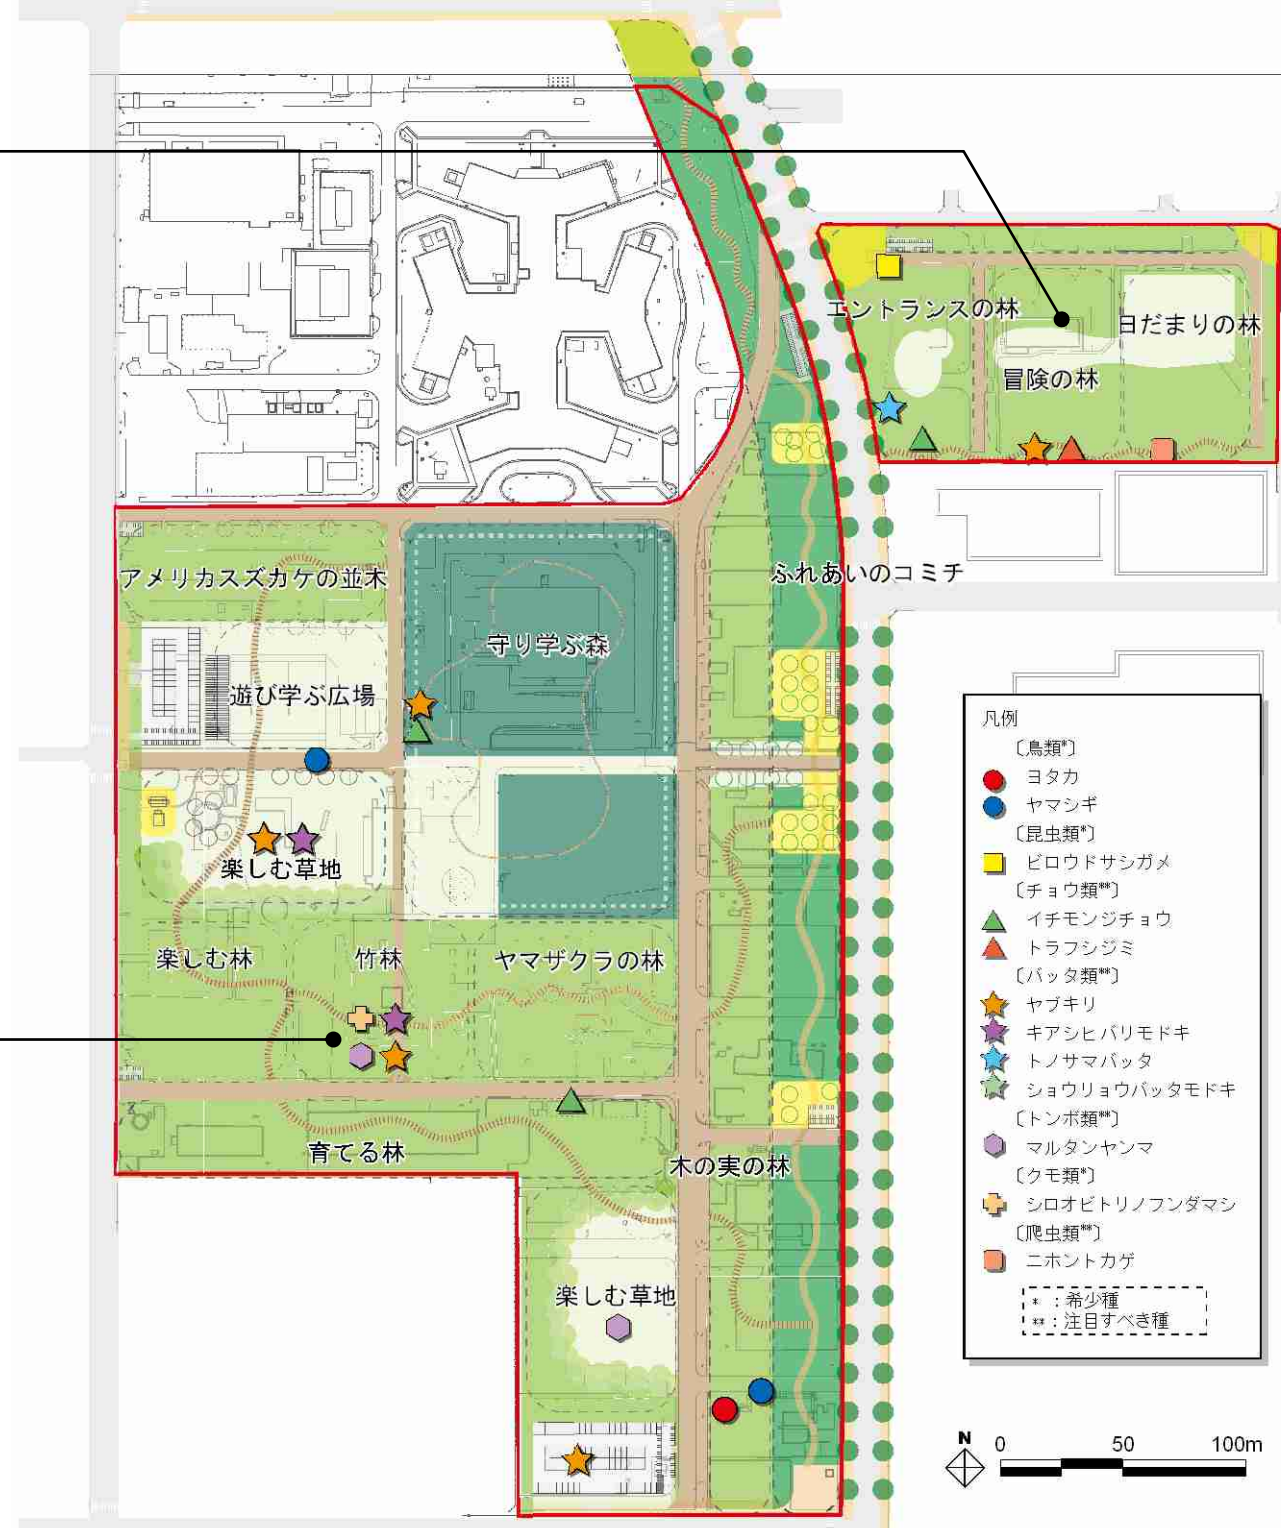 エントランスの林
日だまりの林
冒険の林
ふれあいのコミチ
アメリカスズカケの並木
守り学ぶ森
遊び学ぶ広場
楽しむ草地
楽しむ林
竹林
ヤマザクラの林
育てる林
木の実の林
楽しむ草地
凡例
〔鳥類*〕
ヨタカ
ヤマシギ
〔昆虫類*〕
ビロウドサシガメ
〔チョウ類**〕
イチモンジチョウ
トラフシジミ
〔バッタ類**〕
ヤブキリ
キアシヒバリモドキ
トノサマバッタ
ショウリョウバッタモドキ
〔トンボ類**〕
マルタンヤンマ
〔クモ類*〕
シロオビトリノフンダマシ
〔爬虫類**〕
ニホントカゲ
* ：希少種
** ：注目すべき種
N
0 50 100m